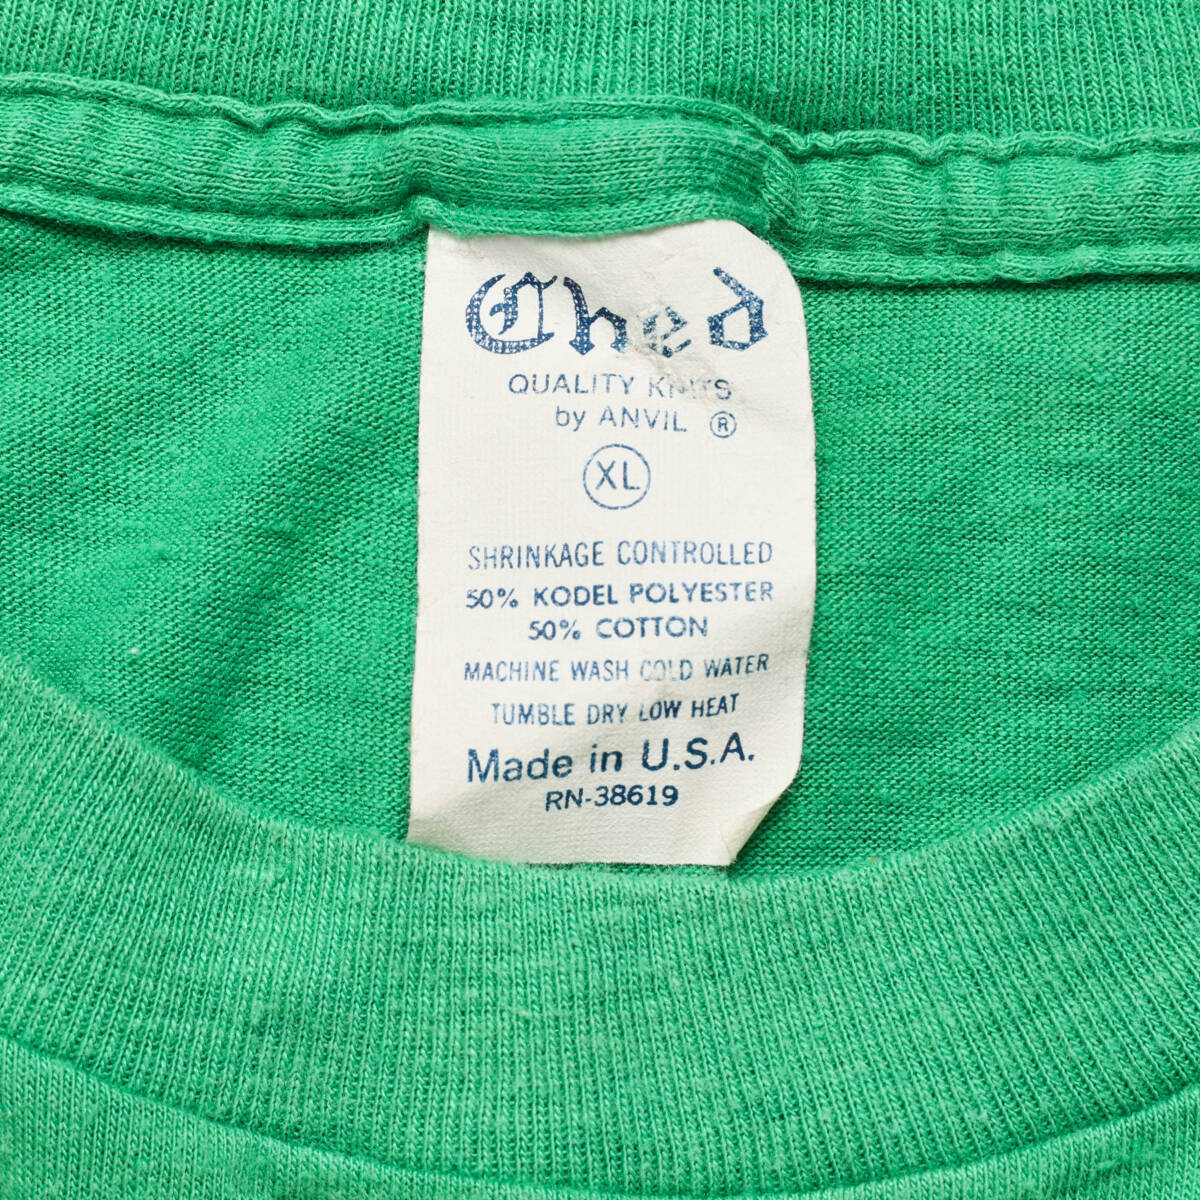 Ched
QUALITY KNITS
by ANVIL ®
XL
SHRINKAGE CONTROLLED
50% KODEL POLYESTER
50% COTTON
MACHINE WASH COLD WATER
TUMBLE DRY LOW HEAT
Made in U.S.A.
RN-38619